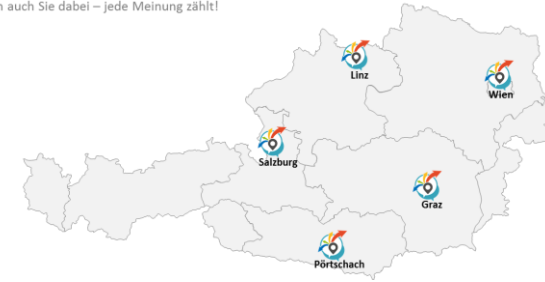 auch Sie dabei – jede Meinung zählt!
Linz
Wien
Salzburg
Graz
Pörtschach